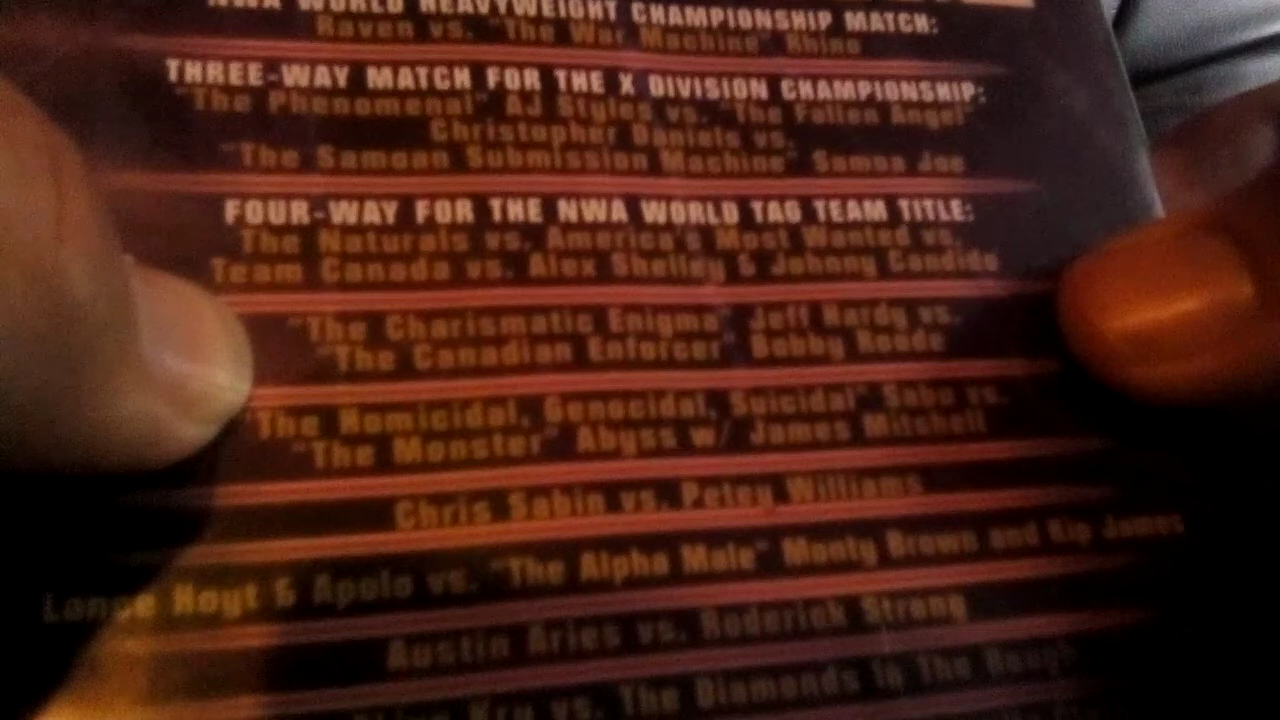 NWA WORLD HEAVYWEIGHT CHAMPIONSHIP MATCH:
Raven vs. "The War Machine" Rhino
THREE-WAY MATCH FOR THE X DIVISION CHAMPIONSHIP:
"The Phenomenal" AJ Styles vs. "The Fallen Angel"
Christopher Daniels vs.
"The Samoan Submission Machine" Samoa Joe
FOUR-WAY FOR THE NWA WORLD TAG TEAM TITLE:
The Naturals vs. America's Most Wanted vs.
Team Canada vs. Alex Shelley & Johnny Candido
"The Charismatic Enigma" Jeff Hardy vs.
"The Canadian Enforcer" Bobby Roode
"The Homicidal, Genocidal, Suicidal" Sabu vs.
"The Monster" Abyss w/ James Mitchell
Chris Sabin vs. Petey Williams
Lance Hoyt & Apolo vs. "The Alpha Male" Monty Brown and Kip James
Austin Aries vs. Roderick Strong
Kru vs. The Diamonds In The Rough